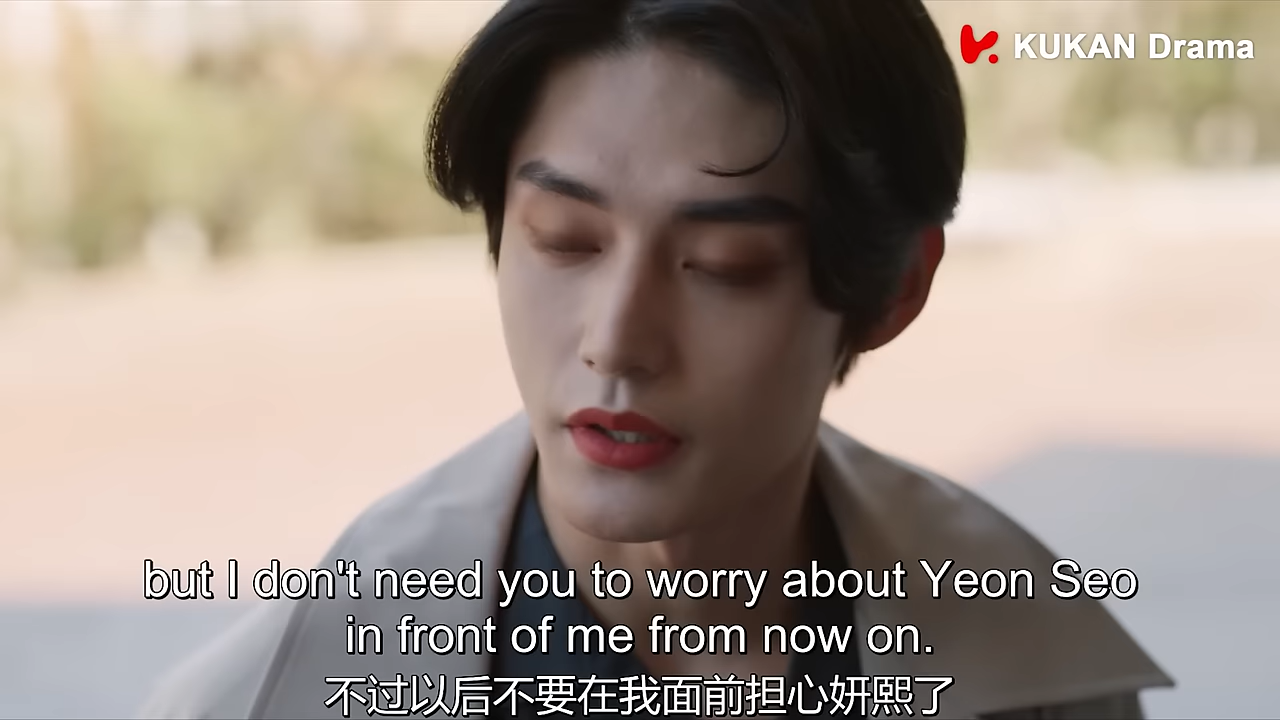 KUKAN Drama
but I don't need you to worry about Yeon Seo
in front of me from now on.
不过以后不要在我面前担心妍熙了